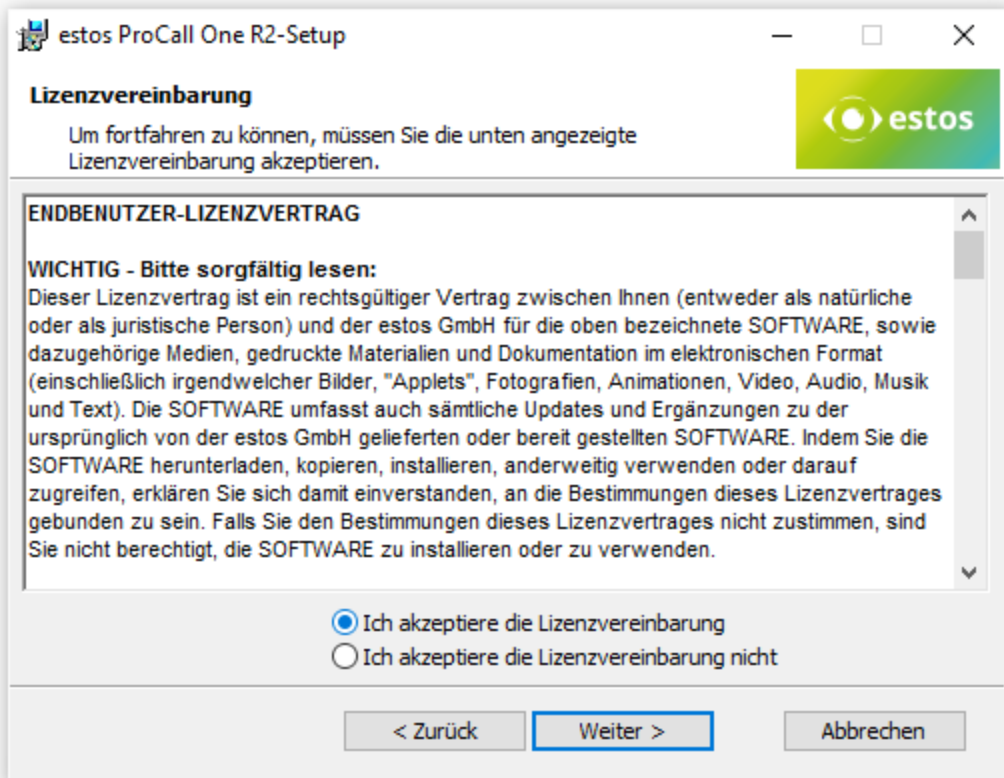 estos ProCall One R2-Setup
Lizenzvereinbarung
Um fortfahren zu können, müssen Sie die unten angezeigte
Lizenzvereinbarung akzeptieren.
estos
ENDBENUTZER-LIZENZVERTRAG
WICHTIG - Bitte sorgfältig lesen:
Dieser Lizenzvertrag ist ein rechtsgültiger Vertrag zwischen Ihnen (entweder als natürliche
oder als juristische Person) und der estos GmbH für die oben bezeichnete SOFTWARE, sowie
dazugehörige Medien, gedruckte Materialien und Dokumentation im elektronischen Format
(einschließlich irgendwelcher Bilder, "Applets", Fotografien, Animationen, Video, Audio, Musik
und Text). Die SOFTWARE umfasst auch sämtliche Updates und Ergänzungen zu der
ursprünglich von der estos GmbH gelieferten oder bereit gestellten SOFTWARE. Indem Sie die
SOFTWARE herunterladen, kopieren, installieren, anderweitig verwenden oder darauf
zugreifen, erklären Sie sich damit einverstanden, an die Bestimmungen dieses Lizenzvertrages
gebunden zu sein. Falls Sie den Bestimmungen dieses Lizenzvertrages nicht zustimmen, sind
Sie nicht berechtigt, die SOFTWARE zu installieren oder zu verwenden.
Ich akzeptiere die Lizenzvereinbarung
Ich akzeptiere die Lizenzvereinbarung nicht
< Zurück
Weiter >
Abbrechen